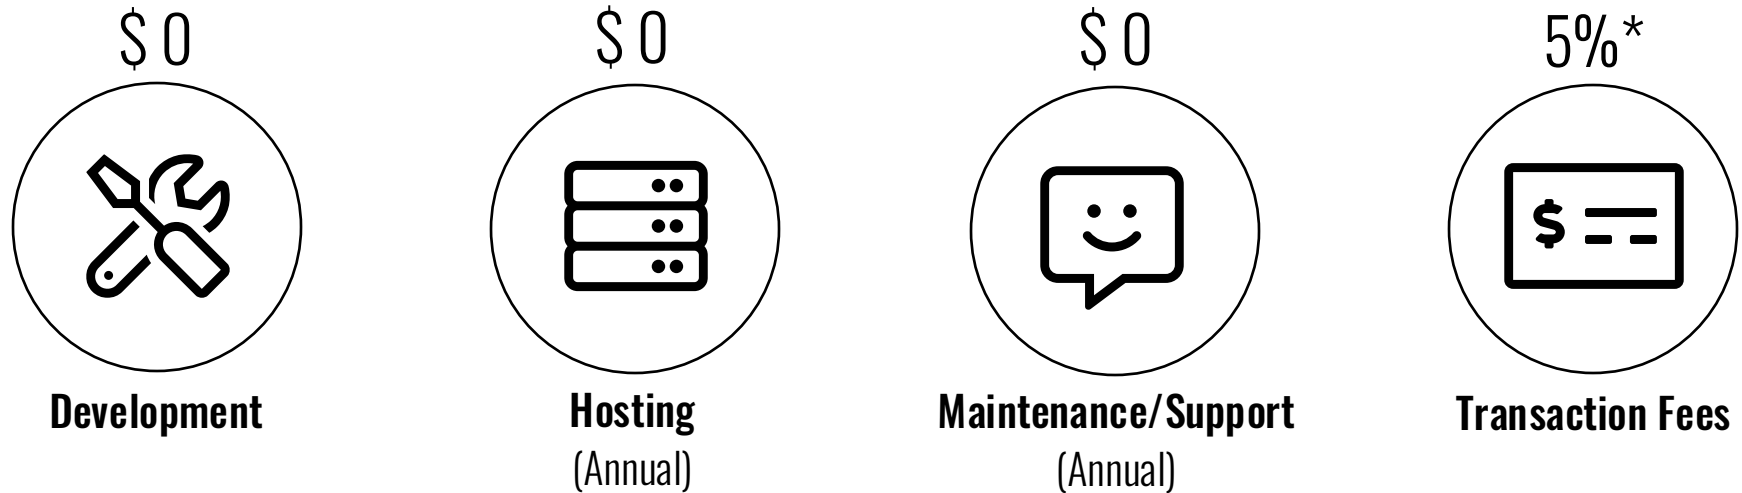 $ 0
$ 0
$ 0
5%*
$
Development
Hosting
Maintenance/Support
Transaction Fees
(Annual)
(Annual)